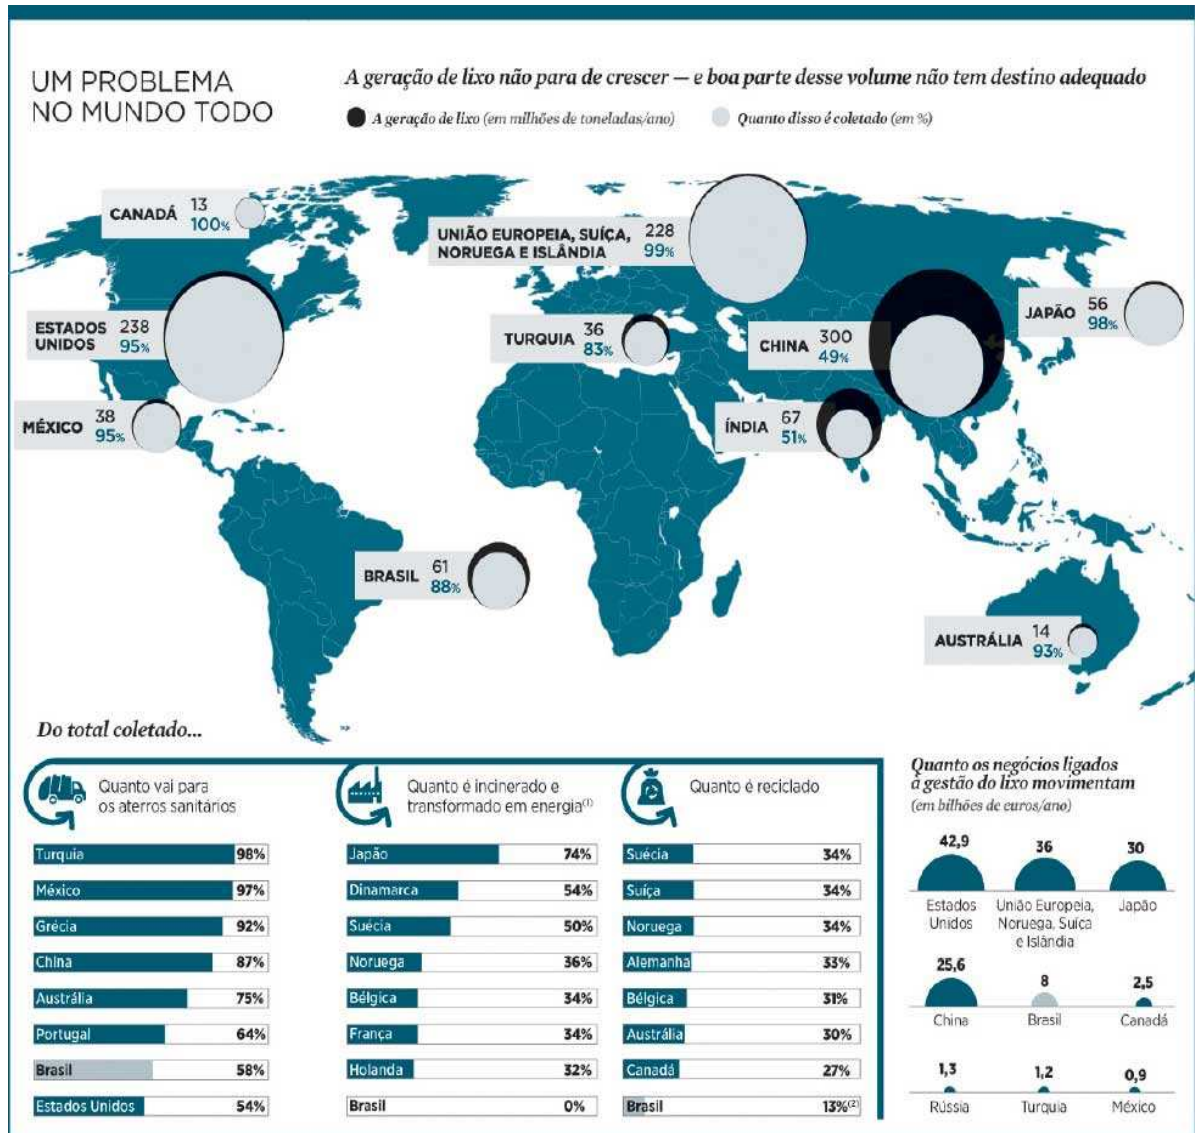 UM PROBLEMA
NO MUNDO TODO
A geração de lixo não para de crescer — e boa parte desse volume não tem destino adequado
A geração de lixo (em milhões de toneladas/ano)
Quanto disso é coletado (em %)
CANADÁ 13
100%
UNIÃO EUROPEIA, SUÍÇA, 228
NORUEGA E ISLÂNDIA 99%
ESTADOS 238
UNIDOS 95%
TURQUIA 36
83%
CHINA 300
49%
JAPÃO 56
98%
MÉXICO 38
95%
ÍNDIA 67
51%
BRASIL 61
88%
AUSTRÁLIA 14
93%
Do total coletado...
Quanto vai para
os aterros sanitários
Turquia 98%
México 97%
Grécia 92%
China 87%
Austrália 75%
Portugal 64%
Brasil 58%
Estados Unidos 54%
Quanto é incinerado e
transformado em energia(1)
Japão 74%
Dinamarca 54%
Suécia 50%
Noruega 36%
Bélgica 34%
França 34%
Holanda 32%
Brasil 0%
Quanto é reciclado
Suécia 34%
Suíça 34%
Noruega 34%
Alemanha 33%
Bélgica 31%
Austrália 30%
Canadá 27%
Brasil 13%(2)
Quanto os negócios ligados
à gestão do lixo movimentam
(em bilhões de euros/ano)
42,9
Estados
Unidos
36
União Europeia,
Noruega, Suíça
e Islândia
30
Japão
25,6
China
8
Brasil
2,5
Canadá
1,3
Rússia
1,2
Turquia
0,9
México